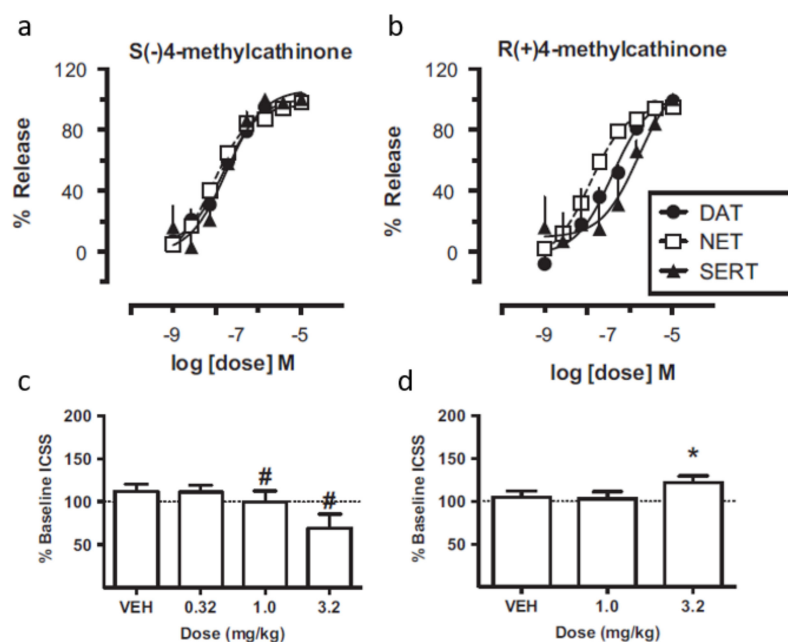 a
S(-)4-methylcathinone
120
80
40
0
% Release
-9 -7 -5
log [dose] M
b
R(+)4-methylcathinone
120
80
40
0
% Release
-9 -7 -5
log [dose] M
DAT
NET
SERT
c
200
150
100
50
% Baseline ICSS
# #
VEH 0.32 1.0 3.2
Dose (mg/kg)
d
200
150
100
50
% Baseline ICSS
*
VEH 1.0 3.2
Dose (mg/kg)